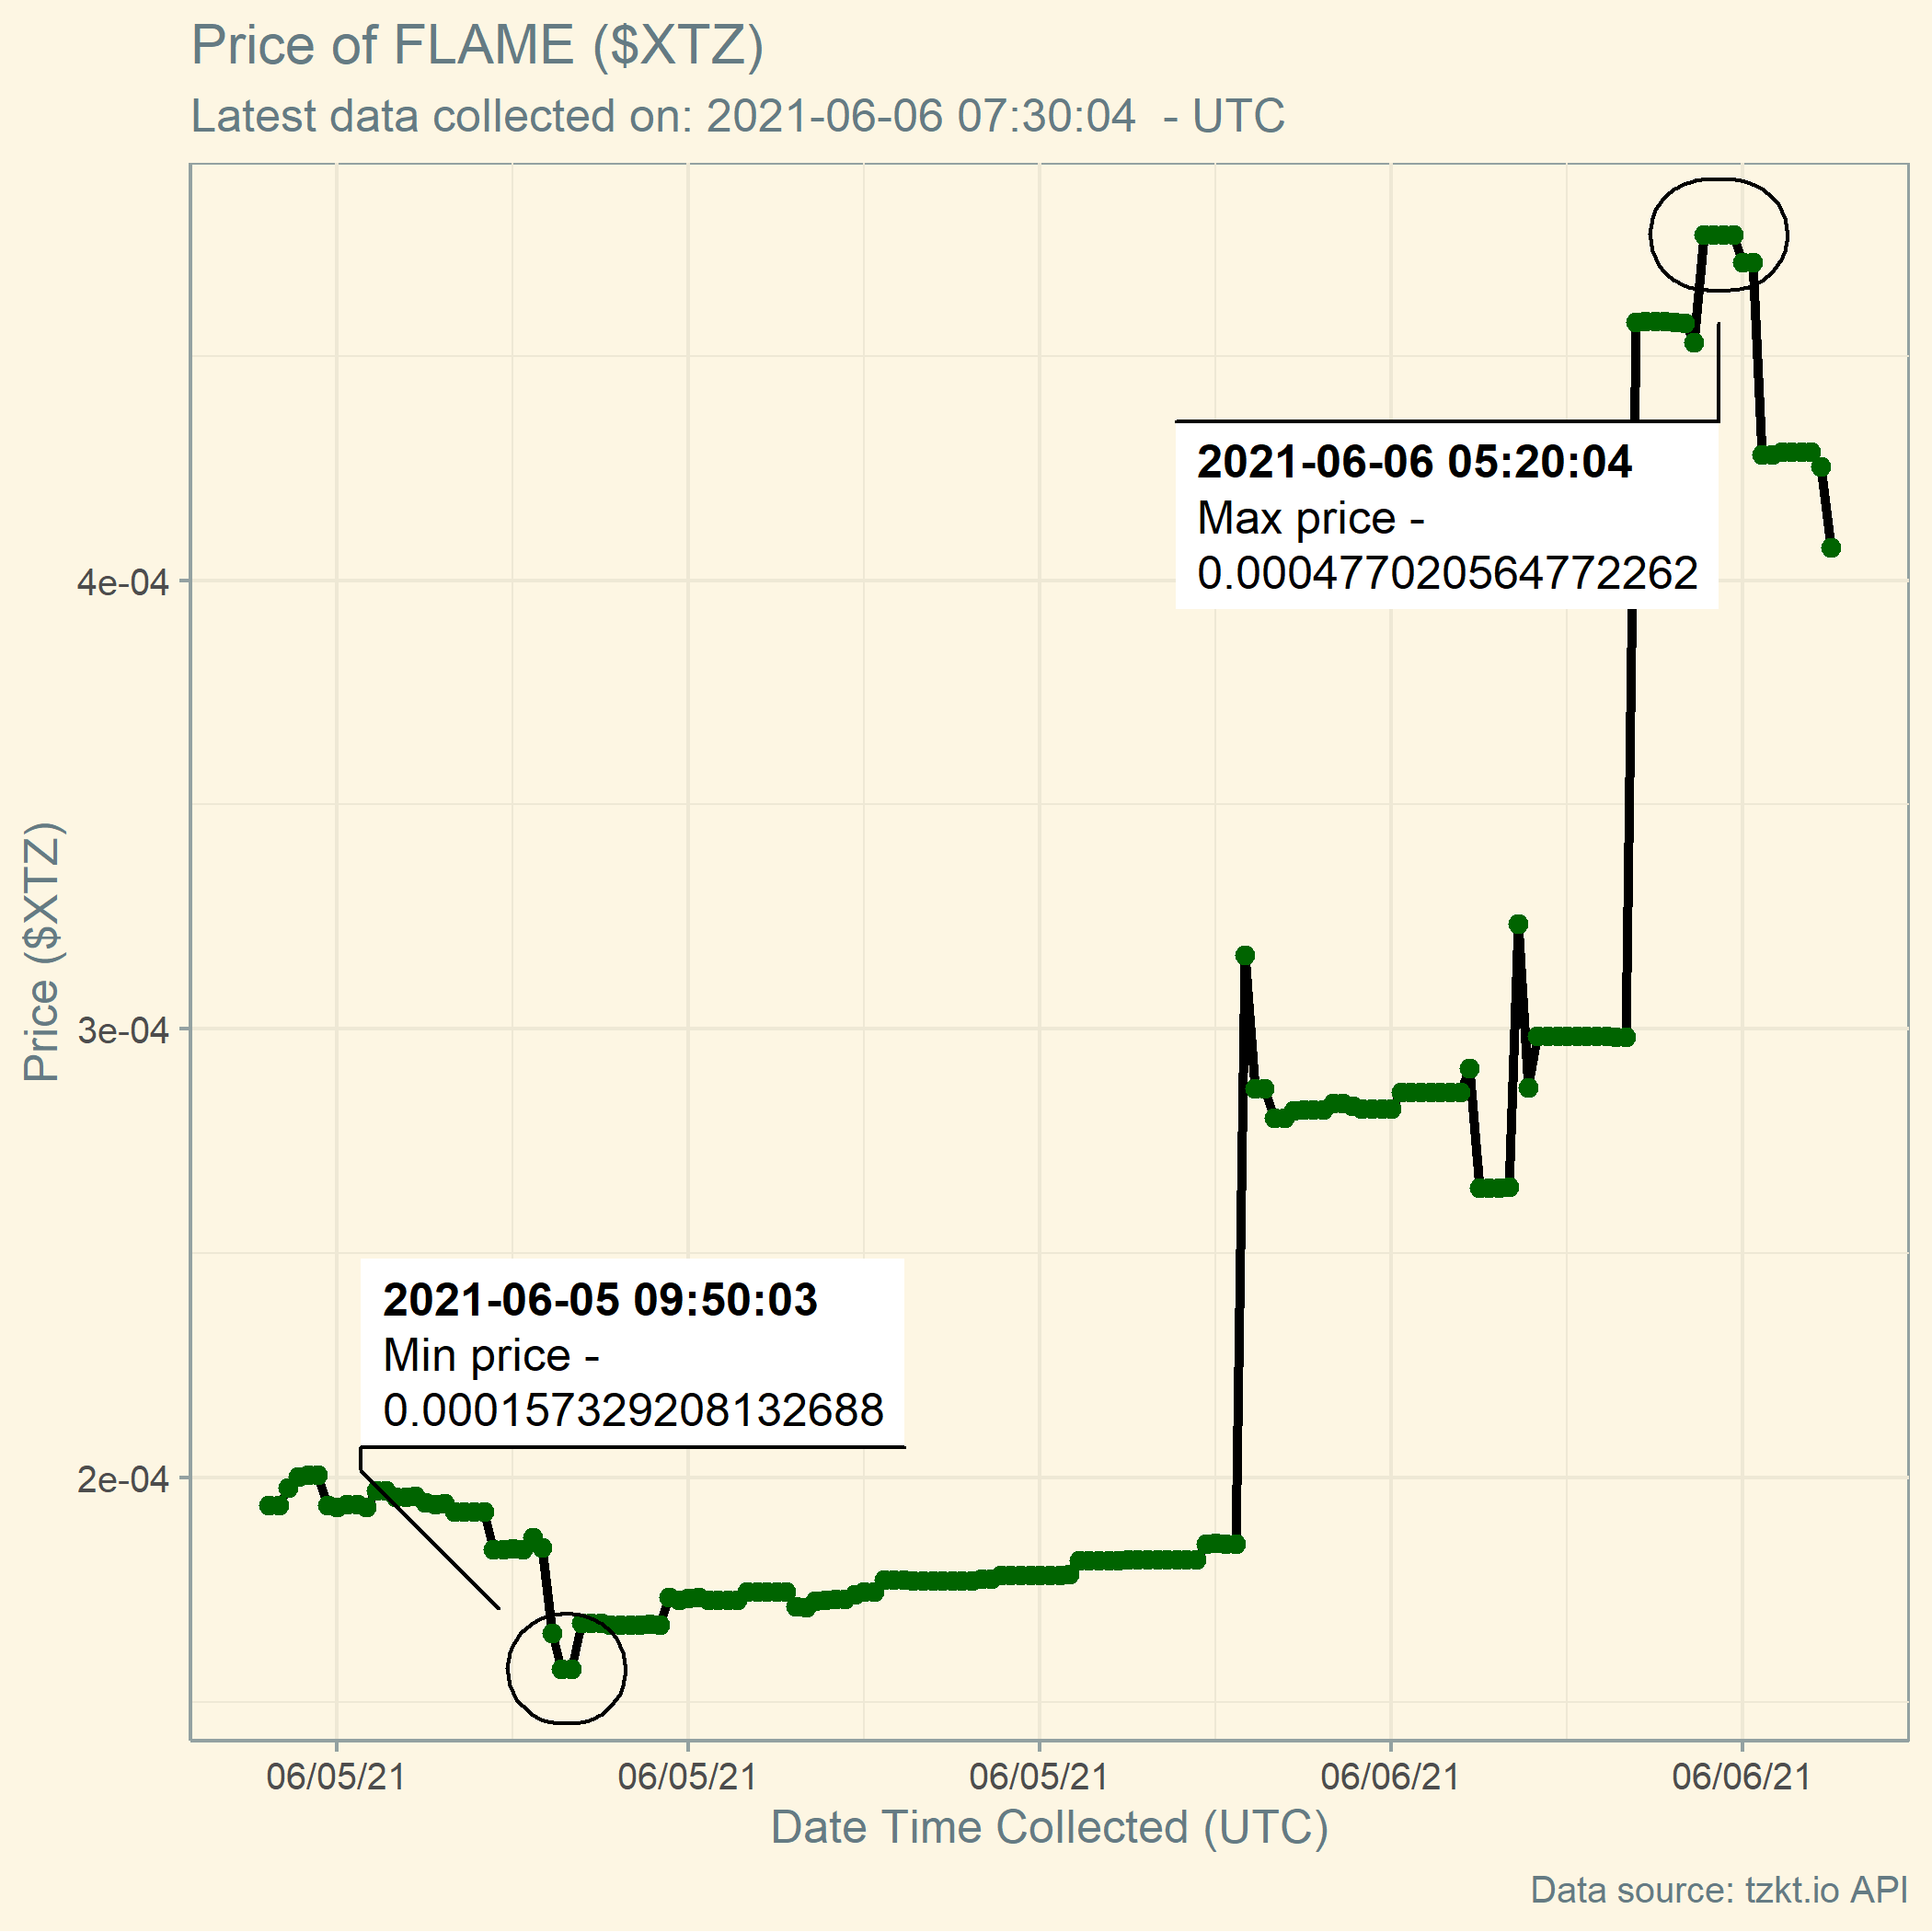 Price of FLAME ($XTZ)
Latest data collected on: 2021-06-06 07:30:04  - UTC
2021-06-06 05:20:04
Max price -
0.000477020564772262
4e-04
3e-04
2e-04
Price ($XTZ)
2021-06-05 09:50:03
Min price -
0.000157329208132688
06/05/21 06/05/21 06/05/21 06/06/21 06/06/21
Date Time Collected (UTC)
Data source: tzkt.io API